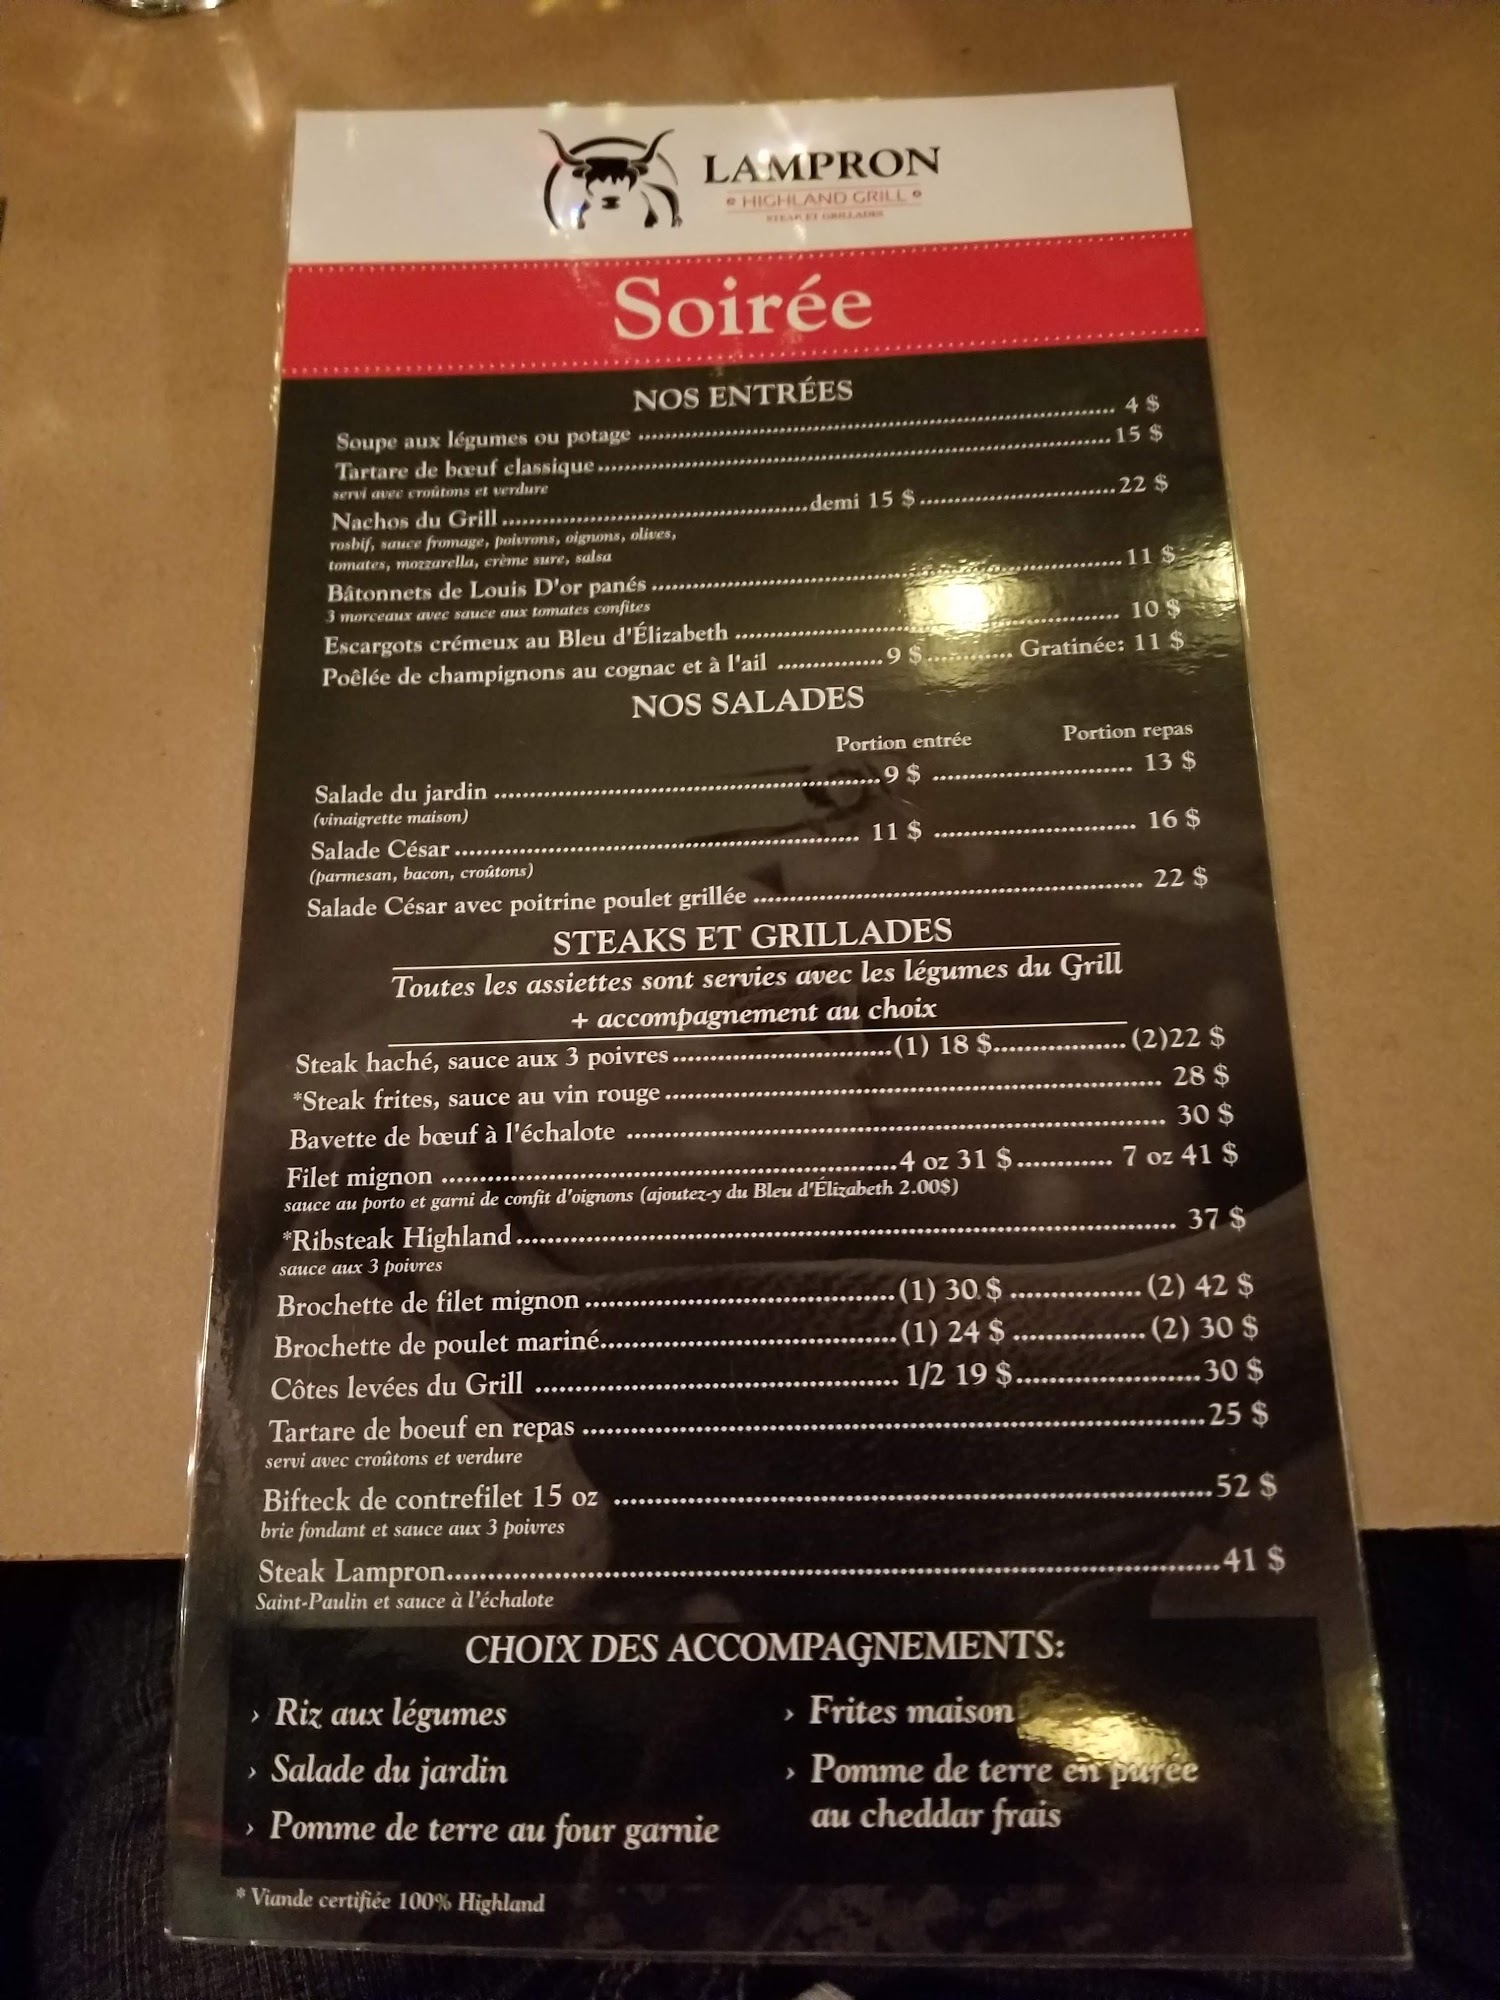 LAMPRON
HIGHLAND GRILL
STEAK ET GRILLADES
Soirée
NOS ENTRÉES
Soupe aux légumes ou potage ........ 4 $
Tartare de bœuf classique ........ 15 $
servi avec croûtons et verdure
Nachos du Grill ........ demi 15 $ ........ 22 $
rosbif, sauce fromage, poivrons, oignons, olives,
tomates, mozzarella, crème sure, salsa
Bâtonnets de Louis D'or panés ........ 11 $
3 morceaux avec sauce aux tomates confites
Escargots crémeux au Bleu d'Élizabeth ........ 10 $
Poêlée de champignons au cognac et à l'ail ........ 9 $ ........ Gratinée: 11 $
NOS SALADES
Portion entrée Portion repas
Salade du jardin ........ 9 $ ........ 13 $
(vinaigrette maison)
Salade César ........ 11 $ ........ 16 $
(parmesan, bacon, croûtons)
Salade César avec poitrine poulet grillée ........ 22 $
STEAKS ET GRILLADES
Toutes les assiettes sont servies avec les légumes du Grill
+ accompagnement au choix
Steak haché, sauce aux 3 poivres ........ (1) 18 $ ........ (2)22 $
*Steak frites, sauce au vin rouge ........ 28 $
Bavette de bœuf à l'échalote ........ 30 $
Filet mignon ........ 4 oz 31 $ ........ 7 oz 41 $
sauce au porto et garni de confit d'oignons (ajoutez-y du Bleu d'Élizabeth 2.00$)
*Ribsteak Highland ........ 37 $
sauce aux 3 poivres
Brochette de filet mignon ........ (1) 30 $ ........ (2) 42 $
Brochette de poulet mariné ........ (1) 24 $ ........ (2) 30 $
Côtes levées du Grill ........ 1/2 19 $ ........ 30 $
Tartare de boeuf en repas ........ 25 $
servi avec croûtons et verdure
Bifteck de contrefilet 15 oz ........ 52 $
brie fondant et sauce aux 3 poivres
Steak Lampron ........ 41 $
Saint-Paulin et sauce à l'échalote
CHOIX DES ACCOMPAGNEMENTS:
› Riz aux légumes
› Salade du jardin
› Pomme de terre au four garnie
› Frites maison
› Pomme de terre en purée
au cheddar frais
* Viande certifiée 100% Highland